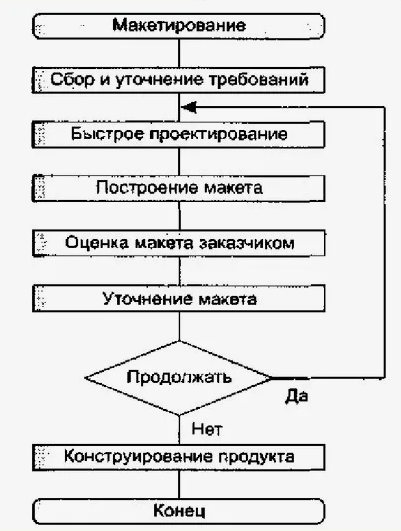 Макетирование
Сбор и уточнение требований
Быстрое проектирование
Построение макета
Оценка макета заказчиком
Уточнение макета
Продолжать
Да
Нет
Конструирование продукта
Конец